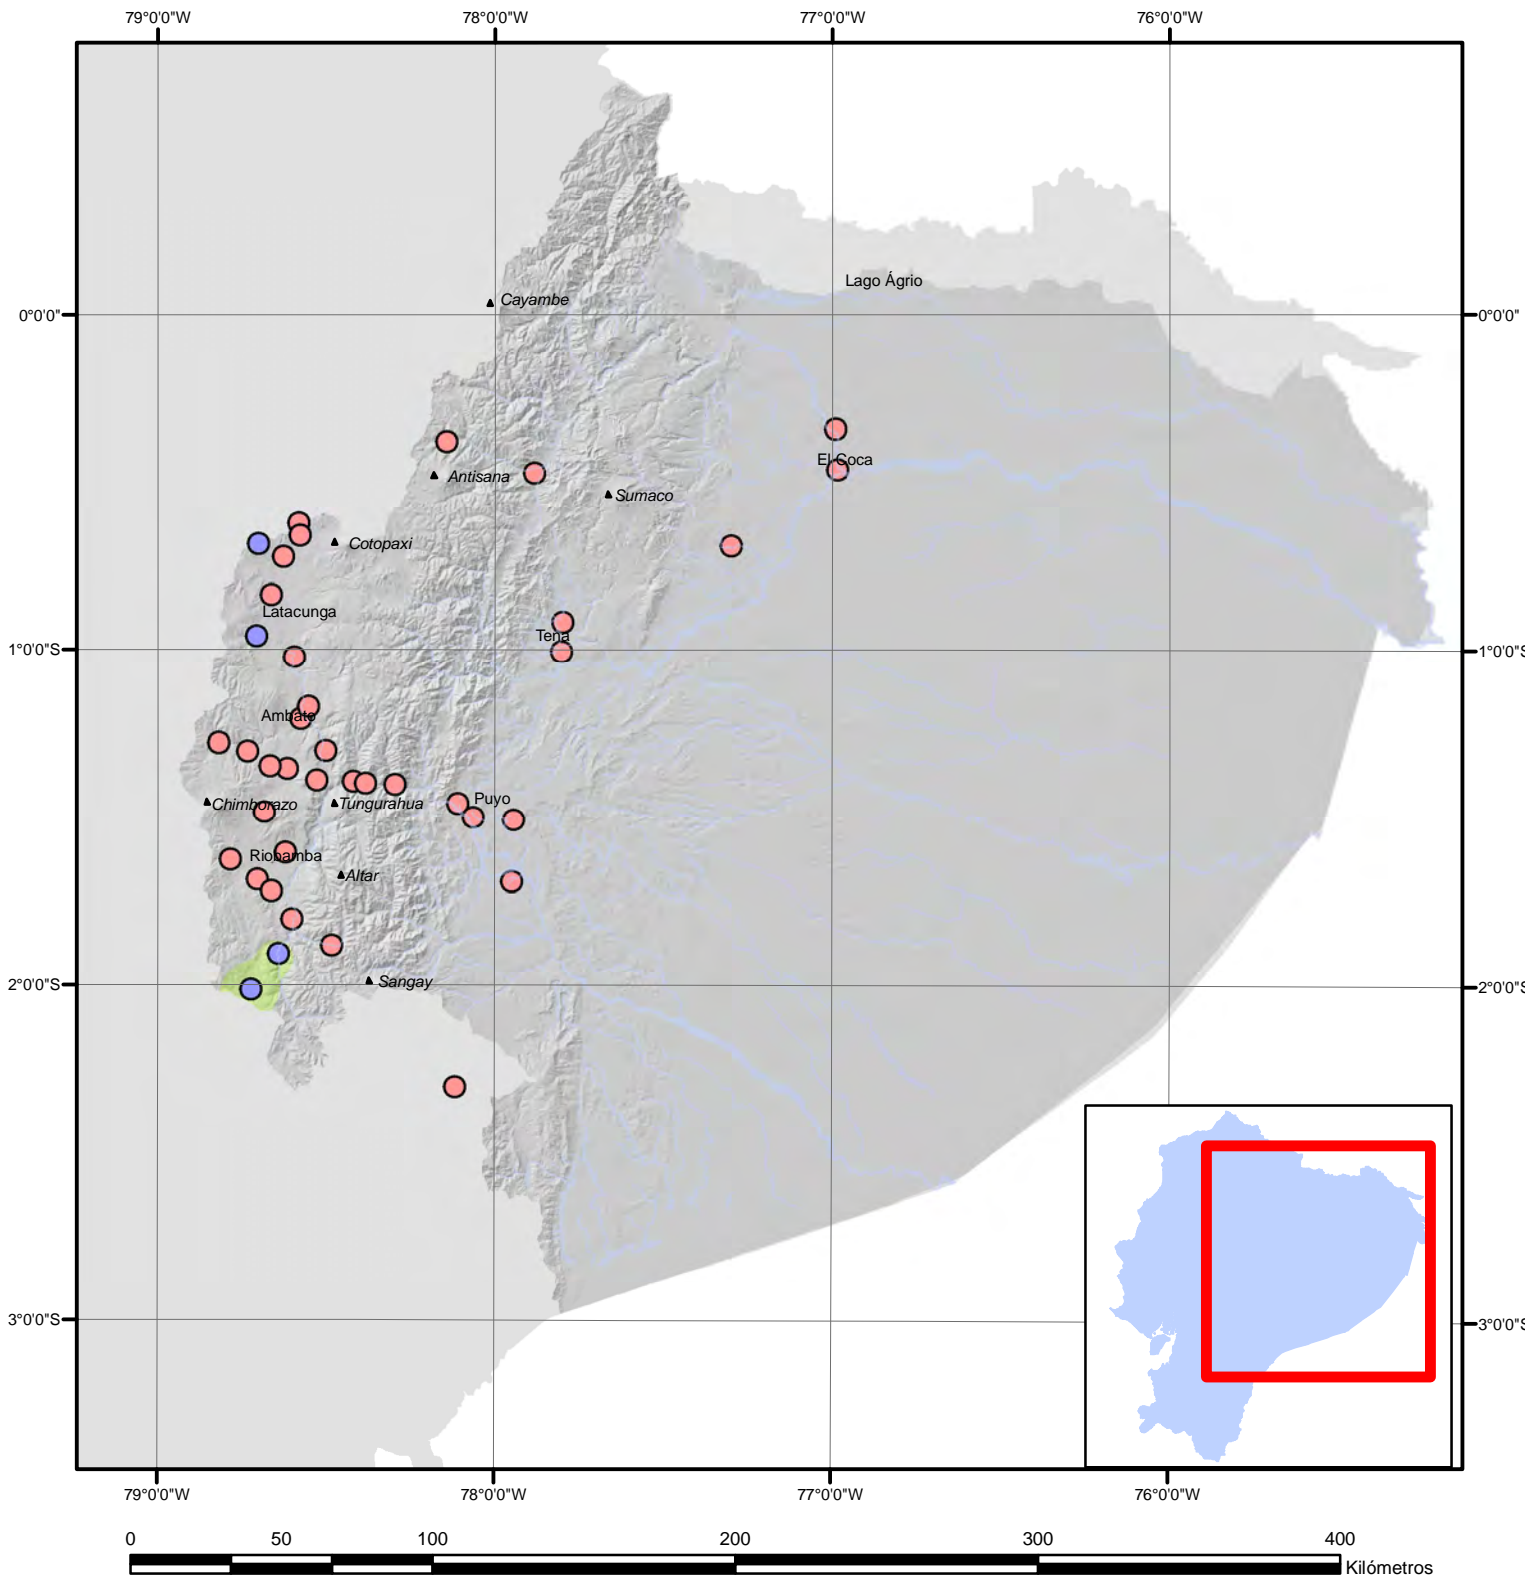 79°0'0"W 78°0'0"W 77°0'0"W 76°0'0"W
Lago Ágrio
Cayambe
0°0'0" 0°0'0"
El Coca
Antisana
Sumaco
Cotopaxi
Latacunga
Tena
1°0'0"S 1°0'0"S
Ambato
Puyo
Chimborazo Tungurahua
Riobamba
Altar
Sangay
2°0'0"S 2°0'0"S
3°0'0"S 3°0'0"S
79°0'0"W 78°0'0"W 77°0'0"W 76°0'0"W
0 50 100 200 300 400
Kilómetros